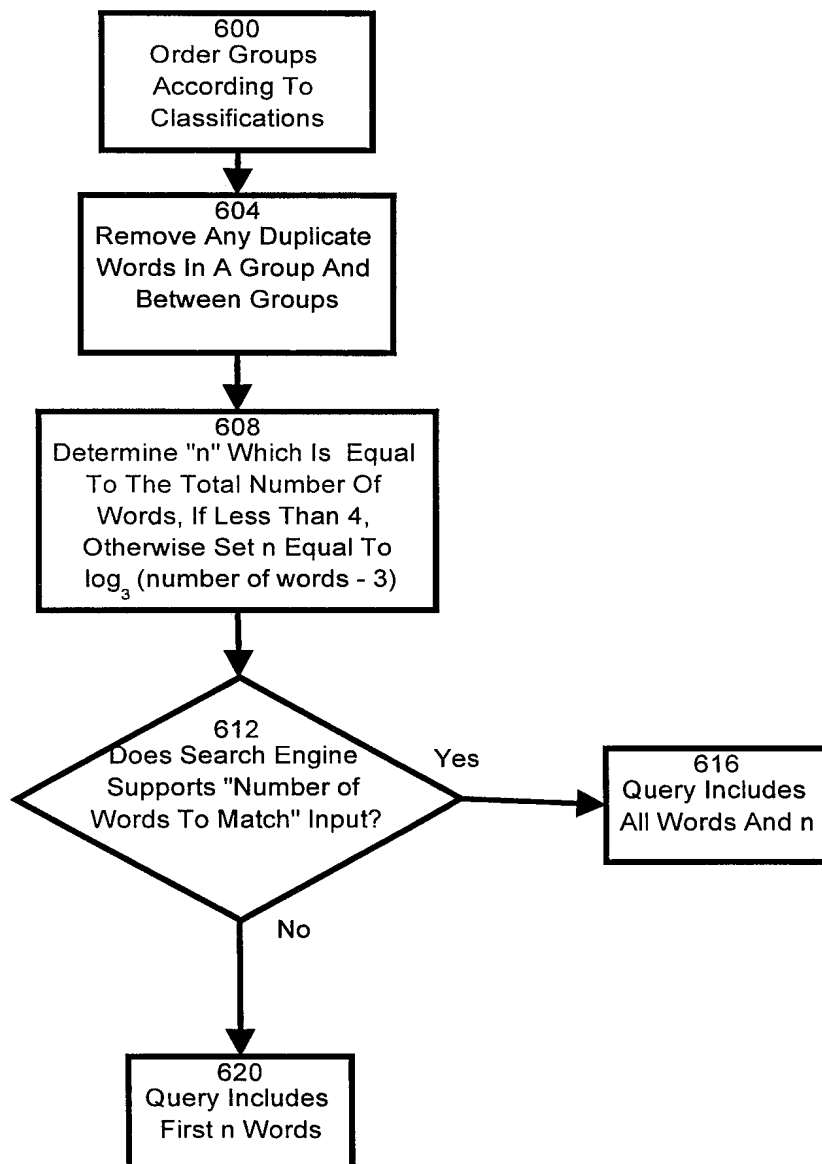 600
Order Groups
According To
Classifications
604
Remove Any Duplicate
Words In A Group And
Between Groups
608
Determine "n" Which Is Equal
To The Total Number Of
Words, If Less Than 4,
Otherwise Set n Equal To
log₃ (number of words - 3)
612
Does Search Engine
Supports "Number of
Words To Match" Input?
Yes
616
Query Includes
All Words And n
No
620
Query Includes
First n Words